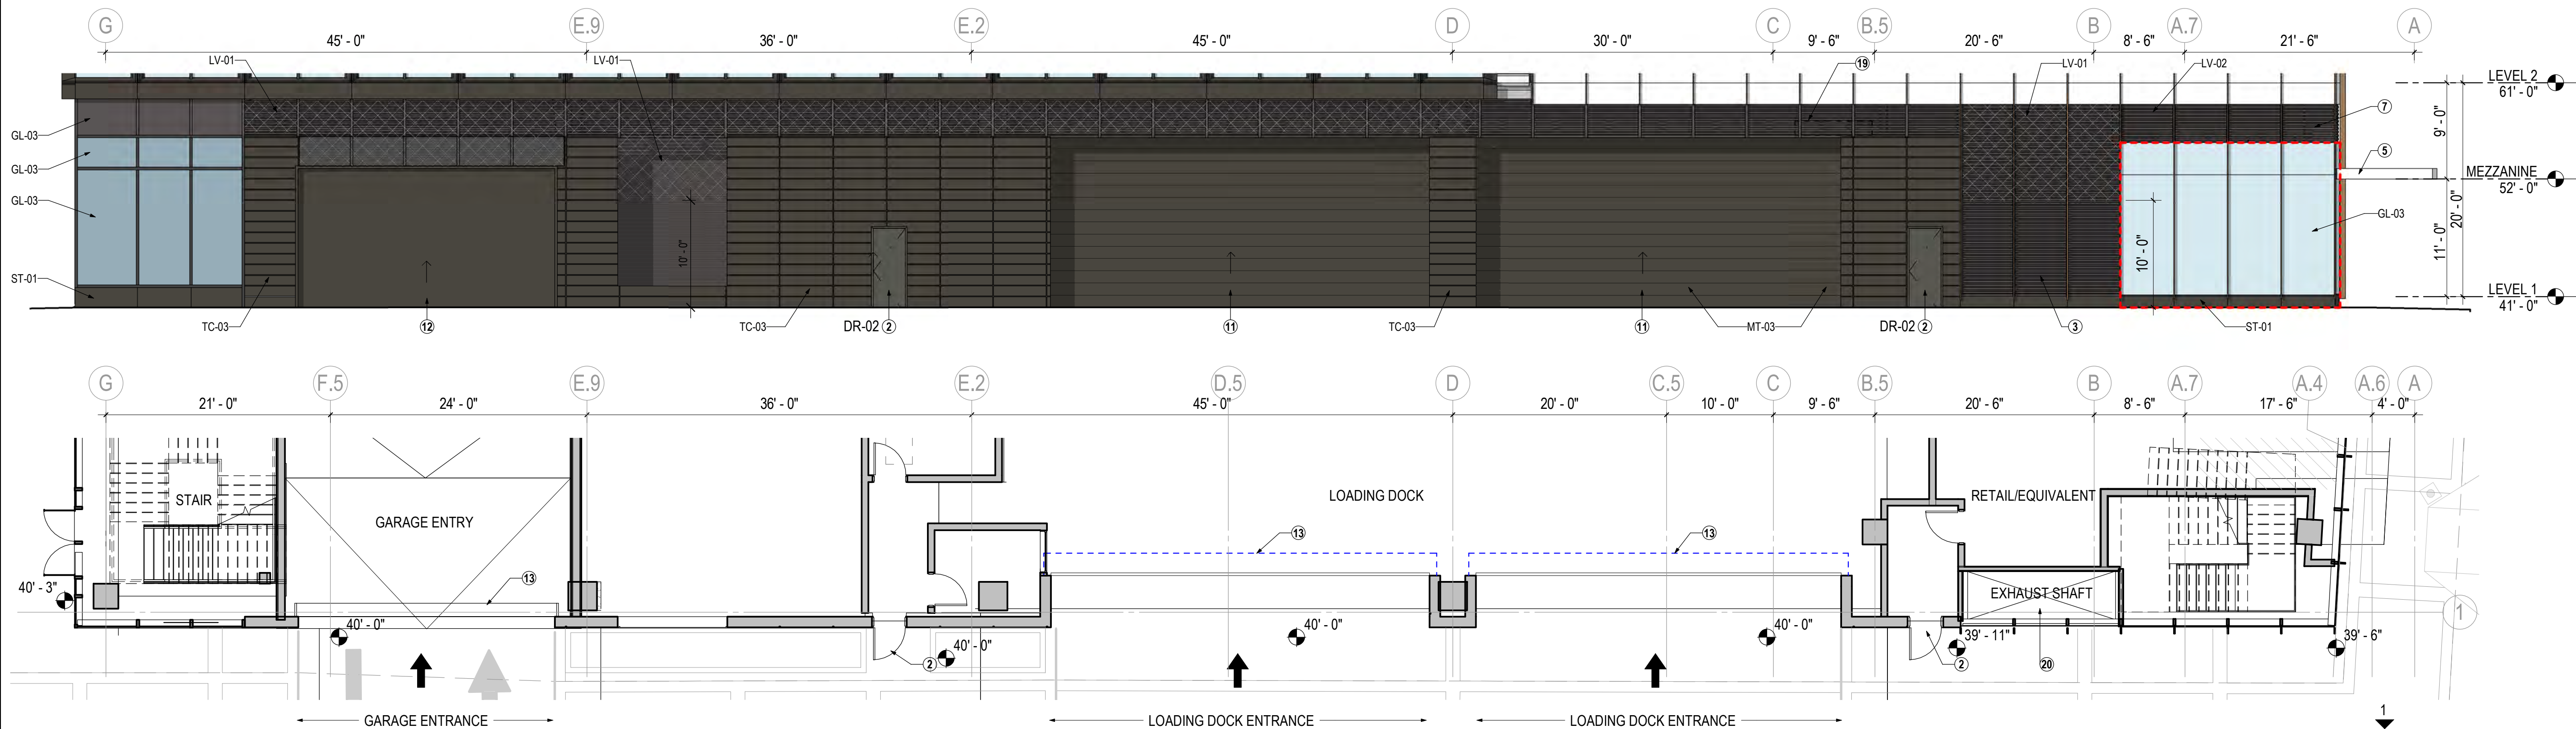 G E.9 E.2 D C B.5 B A.7 A
45' - 0" 36' - 0" 45' - 0" 30' - 0" 9' - 6" 20' - 6" 8' - 6" 21' - 6"
LV-01 LV-01 19 LV-01 LV-02
LEVEL 2
61' - 0"
7
GL-03
9' - 0"
5
GL-03
MEZZANINE
52' - 0"
GL-03
GL-03
20' - 0"
11' - 0"
10' - 0" 10' - 0"
ST-01
LEVEL 1
41' - 0"
TC-03 12 TC-03 DR-02 2 11 TC-03 11 MT-03 DR-02 2 3 ST-01
G F.5 E.9 E.2 D.5 D C.5 C B.5 B A.7 A.4 A.6 A
21' - 0" 24' - 0" 36' - 0" 45' - 0" 20' - 0" 10' - 0" 9' - 6" 20' - 6" 8' - 6" 17' - 6" 4' - 0"
STAIR LOADING DOCK RETAIL/EQUIVALENT
GARAGE ENTRY
13 13
13
40' - 3"
EXHAUST SHAFT
1
40' - 0" 40' - 0" 40' - 0" 39' - 11" 39' - 6"
40' - 0"
2 2 20
GARAGE ENTRANCE LOADING DOCK ENTRANCE LOADING DOCK ENTRANCE
1